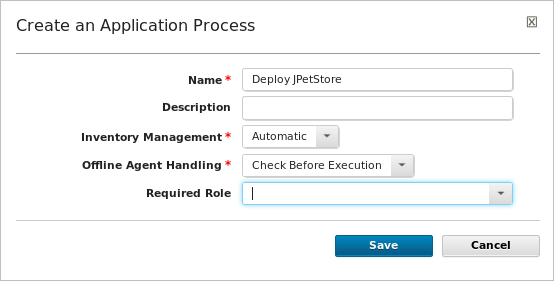 Create an Application Process
Name * Deploy JPetStore
Description
Inventory Management * Automatic
Offline Agent Handling * Check Before Execution
Required Role
Save Cancel